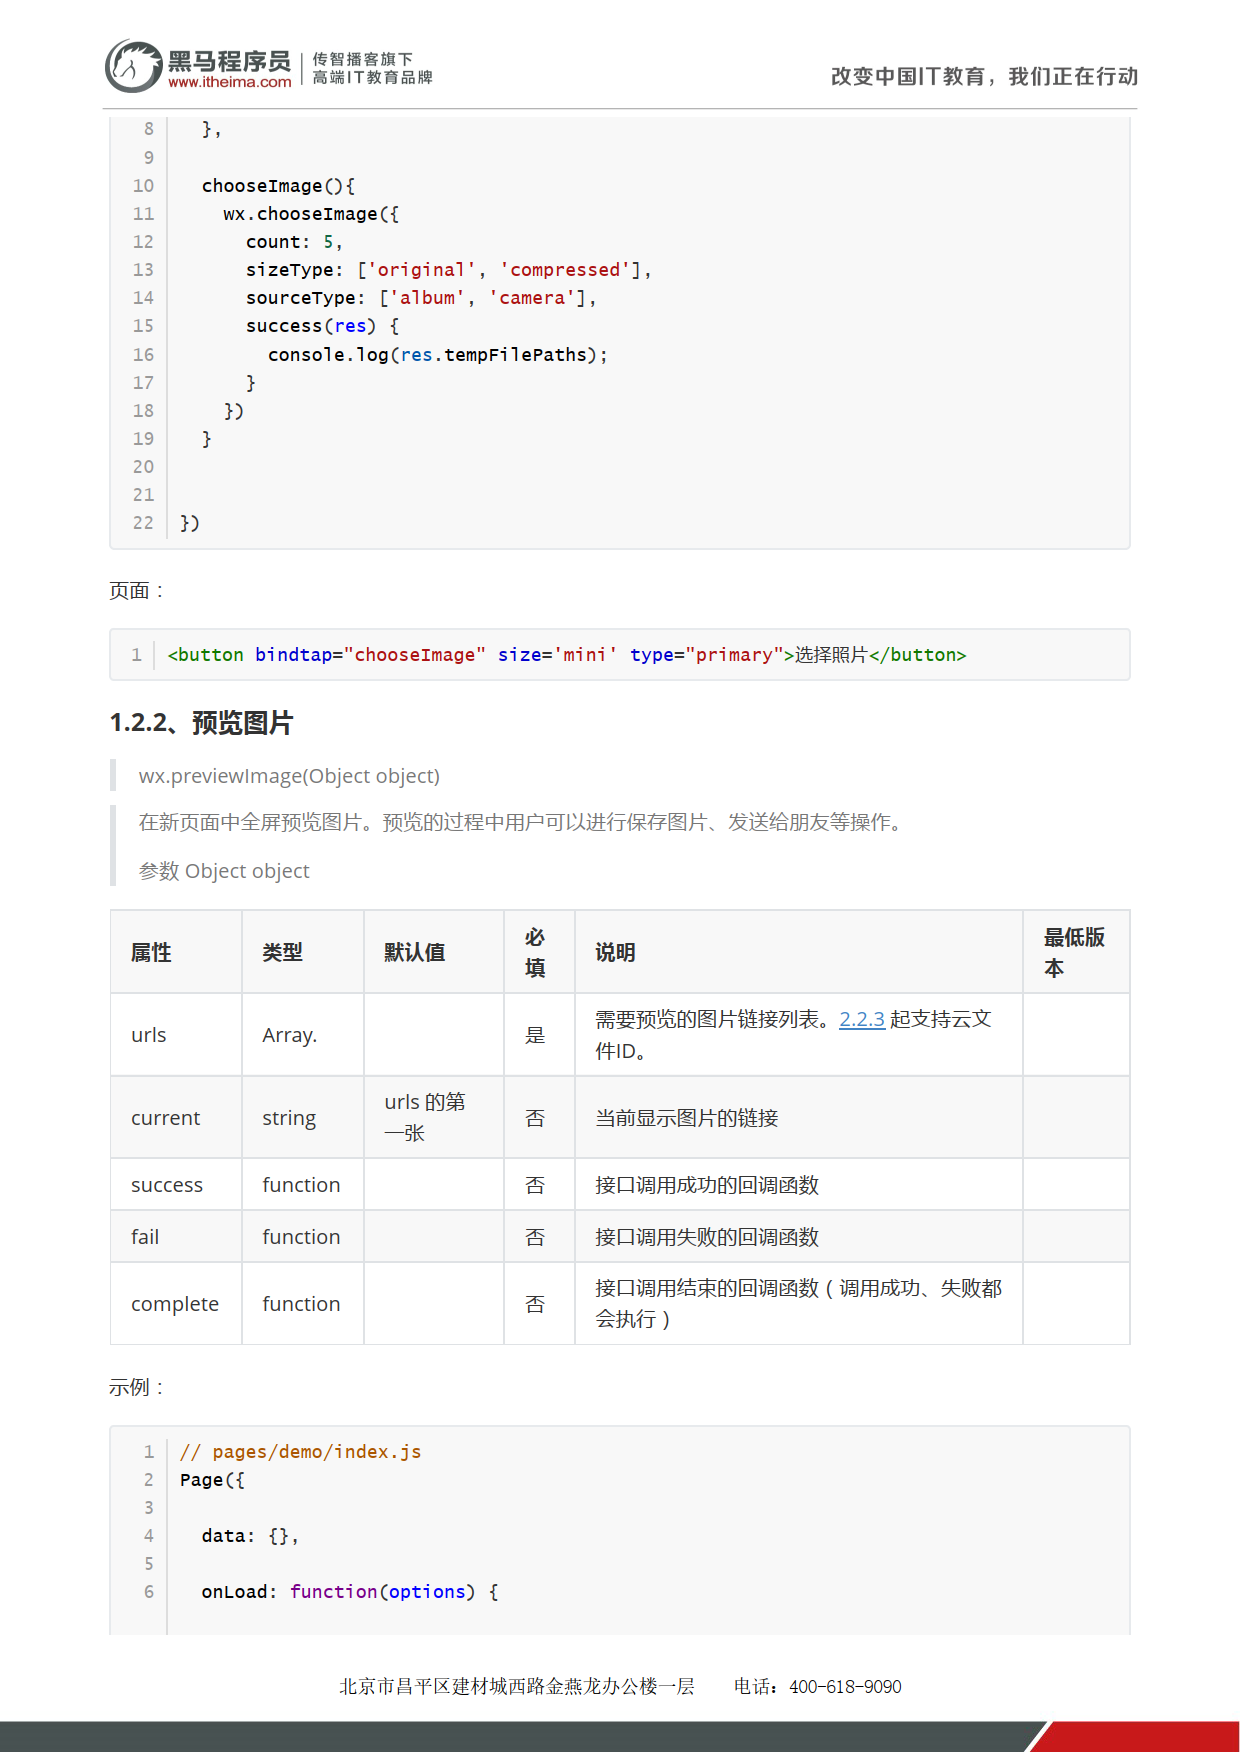 黑马程序员
www.itheima.com
传智播客旗下
高端IT教育品牌
改变中国IT教育，我们正在行动
8   },
9
10   chooseImage(){
11     wx.chooseImage({
12       count: 5,
13       sizeType: ['original', 'compressed'],
14       sourceType: ['album', 'camera'],
15       success(res) {
16         console.log(res.tempFilePaths);
17       }
18     })
19   }
20
21
22 })
页面：
1 <button bindtap="chooseImage" size='mini' type="primary">选择照片</button>
1.2.2、预览图片
wx.previewImage(Object object)
在新页面中全屏预览图片。预览的过程中用户可以进行保存图片、发送给朋友等操作。
参数 Object object
属性 类型 默认值 必填 说明 最低版本
urls Array. 是 需要预览的图片链接列表。2.2.3 起支持云文件ID。
current string urls 的第一张 否 当前显示图片的链接
success function 否 接口调用成功的回调函数
fail function 否 接口调用失败的回调函数
complete function 否 接口调用结束的回调函数（调用成功、失败都会执行）
示例：
1 // pages/demo/index.js
2 Page({
3
4   data: {},
5
6   onLoad: function(options) {
北京市昌平区建材城西路金燕龙办公楼一层 电话：400-618-9090